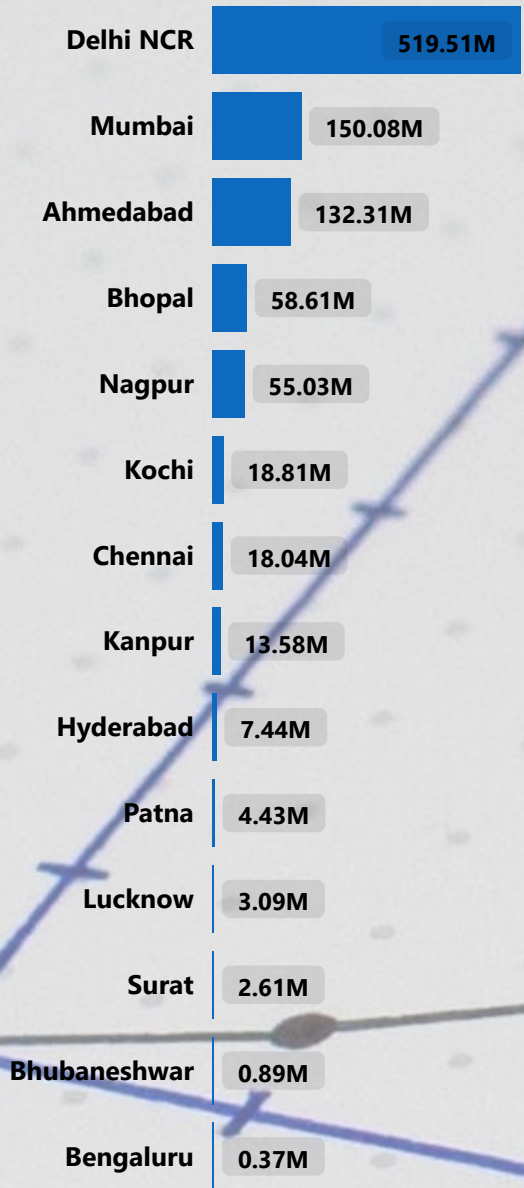 Delhi NCR 519.51M
Mumbai 150.08M
Ahmedabad 132.31M
Bhopal 58.61M
Nagpur 55.03M
Kochi 18.81M
Chennai 18.04M
Kanpur 13.58M
Hyderabad 7.44M
Patna 4.43M
Lucknow 3.09M
Surat 2.61M
Bhubaneshwar 0.89M
Bengaluru 0.37M